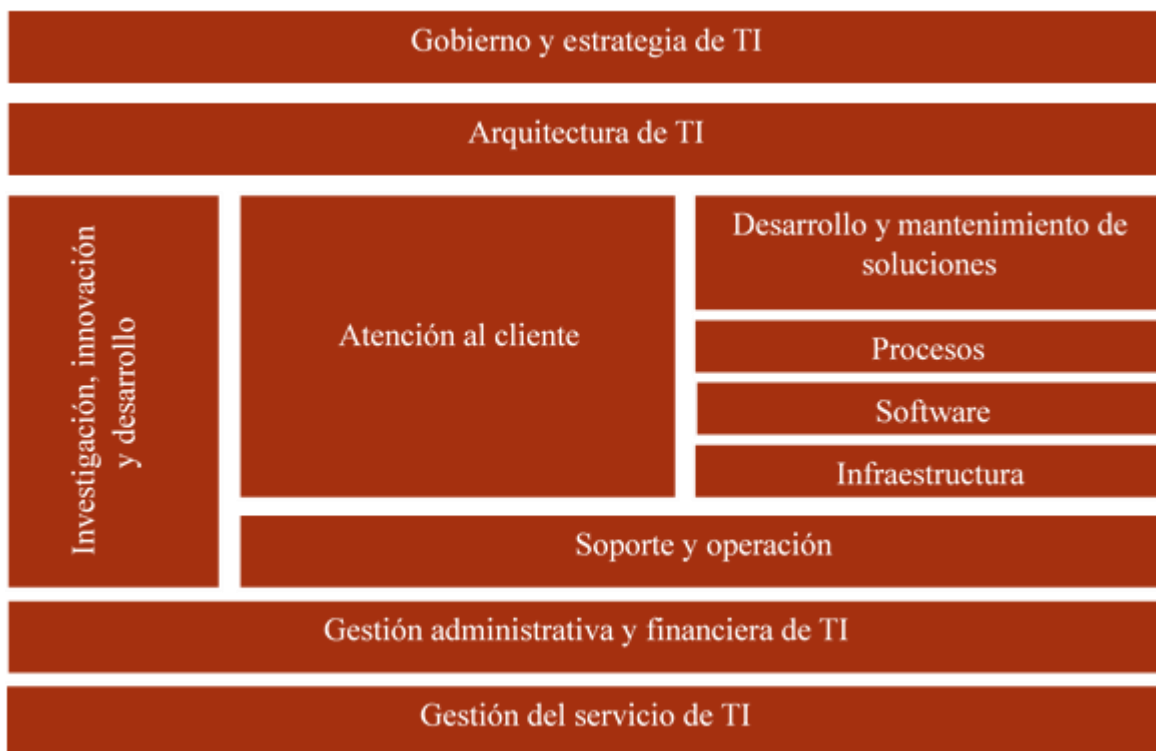 Gobierno y estrategia de TI
Arquitectura de TI
Investigación, innovación
y desarrollo
Atención al cliente
Desarrollo y mantenimiento de
soluciones
Procesos
Software
Infraestructura
Soporte y operación
Gestión administrativa y financiera de TI
Gestión del servicio de TI